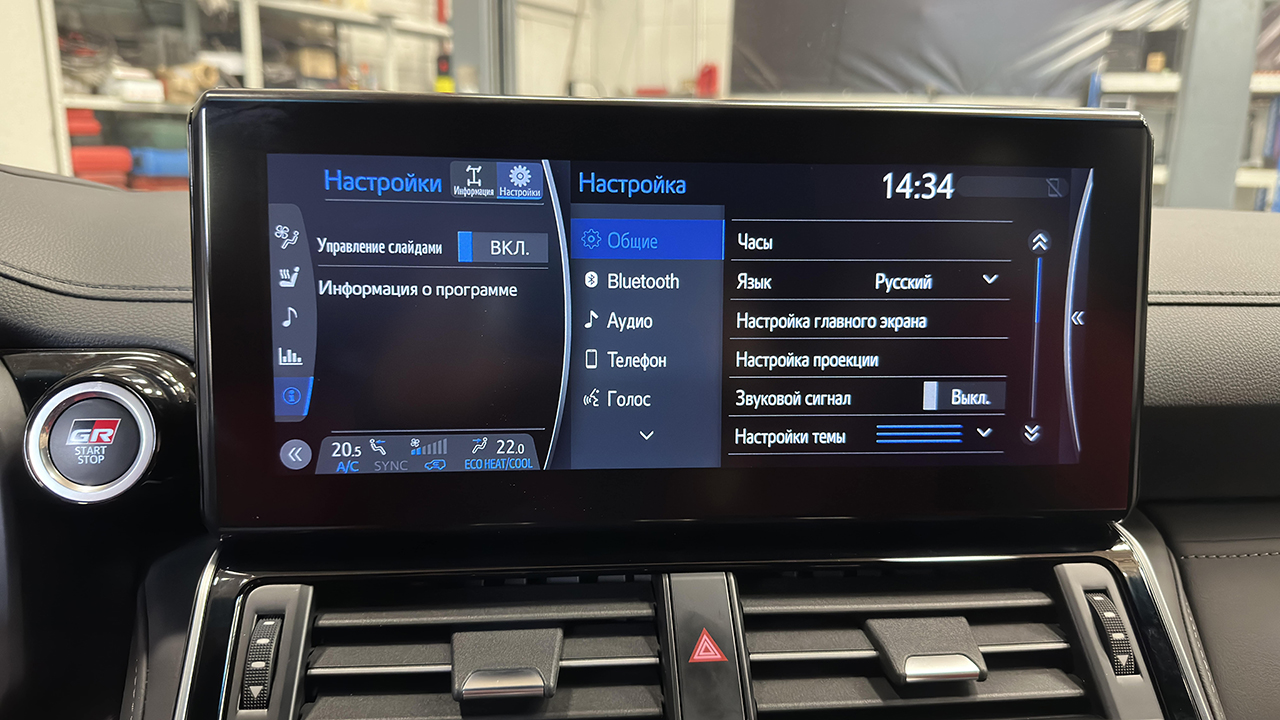 Настройки
Информация
Настройки
Управление слайдами
ВКЛ.
Информация о программе
20.5
22.0
A/C
SYNC
ECO HEAT/COOL
Настройка
14:34
Общие
Bluetooth
Аудио
Телефон
Голос
Часы
Язык
Русский
Настройка главного экрана
Настройка проекции
Звуковой сигнал
Выкл.
Настройки темы
GR
START
STOP